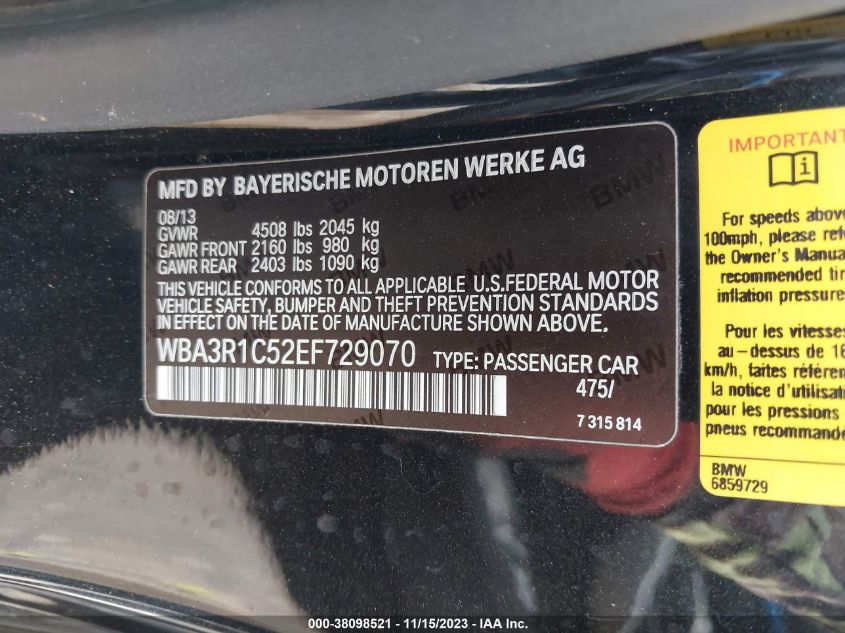 MFD BY BAYERISCHE MOTOREN WERKE AG
08/13
GVWR 4508 lbs 2045 kg
GAWR FRONT 2160 lbs 980 kg
GAWR REAR 2403 lbs 1090 kg
THIS VEHICLE CONFORMS TO ALL APPLICABLE U.S.FEDERAL MOTOR
VEHICLE SAFETY, BUMPER AND THEFT PREVENTION STANDARDS
IN EFFECT ON THE DATE OF MANUFACTURE SHOWN ABOVE.
WBA3R1C52EF729070 TYPE: PASSENGER CAR
475/
7 315 814
IMPORTANT
i
For speeds above
100mph, please refe
the Owner's Manua
recommended tir
inflation pressure
Pour les vitesses
au-dessus de 16
km/h, faites référen
la notice d'utilisati
pour les pressions
pneus recommandé
BMW
6859729
000-38098521 - 11/15/2023 - IAA Inc.